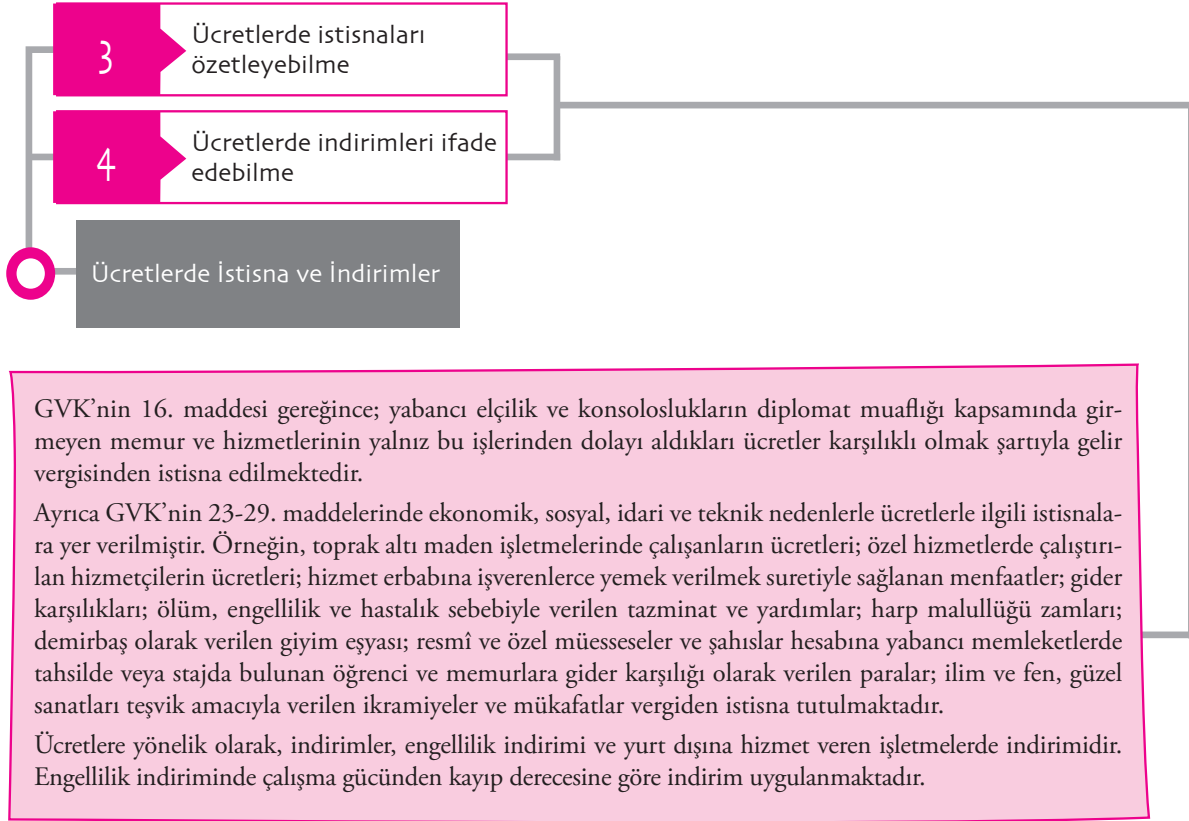 3
Ücretlerde istisnaları
özetleyebilme
4
Ücretlerde indirimleri ifade
edebilme
Ücretlerde İstisna ve İndirimler
GVK’nin 16. maddesi gereğince; yabancı elçilik ve konsoloslukların diplomat muaflığı kapsamında gir-
meyen memur ve hizmetlerinin yalnız bu işlerinden dolayı aldıkları ücretler karşılıklı olmak şartıyla gelir
vergisinden istisna edilmektedir.
Ayrıca GVK’nin 23-29. maddelerinde ekonomik, sosyal, idari ve teknik nedenlerle ücretlerle ilgili istisnala-
ra yer verilmiştir. Örneğin, toprak altı maden işletmelerinde çalışanların ücretleri; özel hizmetlerde çalıştırı-
lan hizmetçilerin ücretleri; hizmet erbabına işverenlerce yemek verilmek suretiyle sağlanan menfaatler; gider
karşılıkları; ölüm, engellilik ve hastalık sebebiyle verilen tazminat ve yardımlar; harp malullüğü zamları;
demirbaş olarak verilen giyim eşyası; resmî ve özel müesseseler ve şahıslar hesabına yabancı memleketlerde
tahsilde veya stajda bulunan öğrenci ve memurlara gider karşılığı olarak verilen paralar; ilim ve fen, güzel
sanatları teşvik amacıyla verilen ikramiyeler ve mükafatlar vergiden istisna tutulmaktadır.
Ücretlere yönelik olarak, indirimler, engellilik indirimi ve yurt dışına hizmet veren işletmelerde indirimidir.
Engellilik indiriminde çalışma gücünden kayıp derecesine göre indirim uygulanmaktadır.